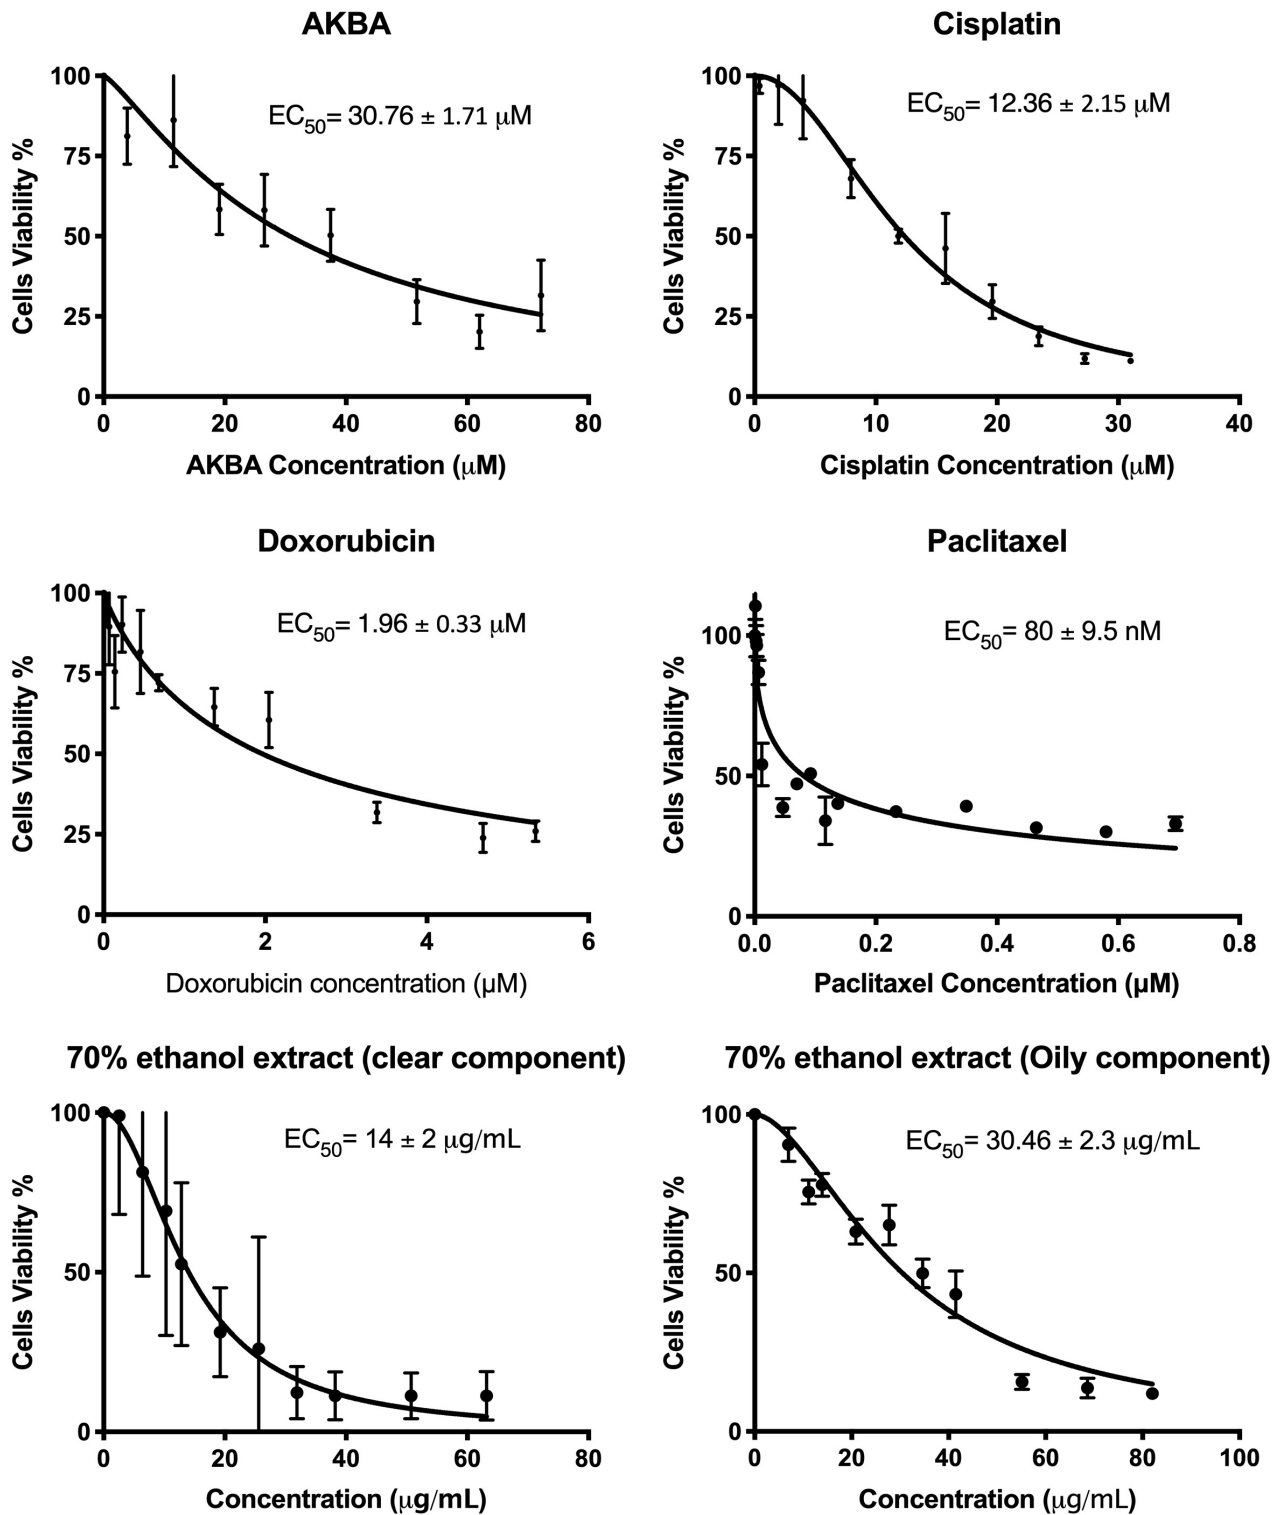 AKBA
EC50= 30.76 ± 1.71 μM
Cells Viability %
100
75
50
25
0
0 20 40 60 80
AKBA Concentration (μM)
Cisplatin
EC50= 12.36 ± 2.15 μM
Cells Viability %
100
75
50
25
0
0 10 20 30 40
Cisplatin Concentration (μM)
Doxorubicin
EC50= 1.96 ± 0.33 μM
Cells Viability %
100
75
50
25
0
0 2 4 6
Doxorubicin concentration (μM)
Paclitaxel
EC50= 80 ± 9.5 nM
Cells Viability %
100
50
0
0.0 0.2 0.4 0.6 0.8
Paclitaxel Concentration (μM)
70% ethanol extract (clear component)
EC50= 14 ± 2 μg/mL
Cells Viability %
100
50
0
0 20 40 60 80
Concentration (μg/mL)
70% ethanol extract (Oily component)
EC50= 30.46 ± 2.3 μg/mL
Cells Viability %
100
50
0
0 20 40 60 80 100
Concentration (μg/mL)